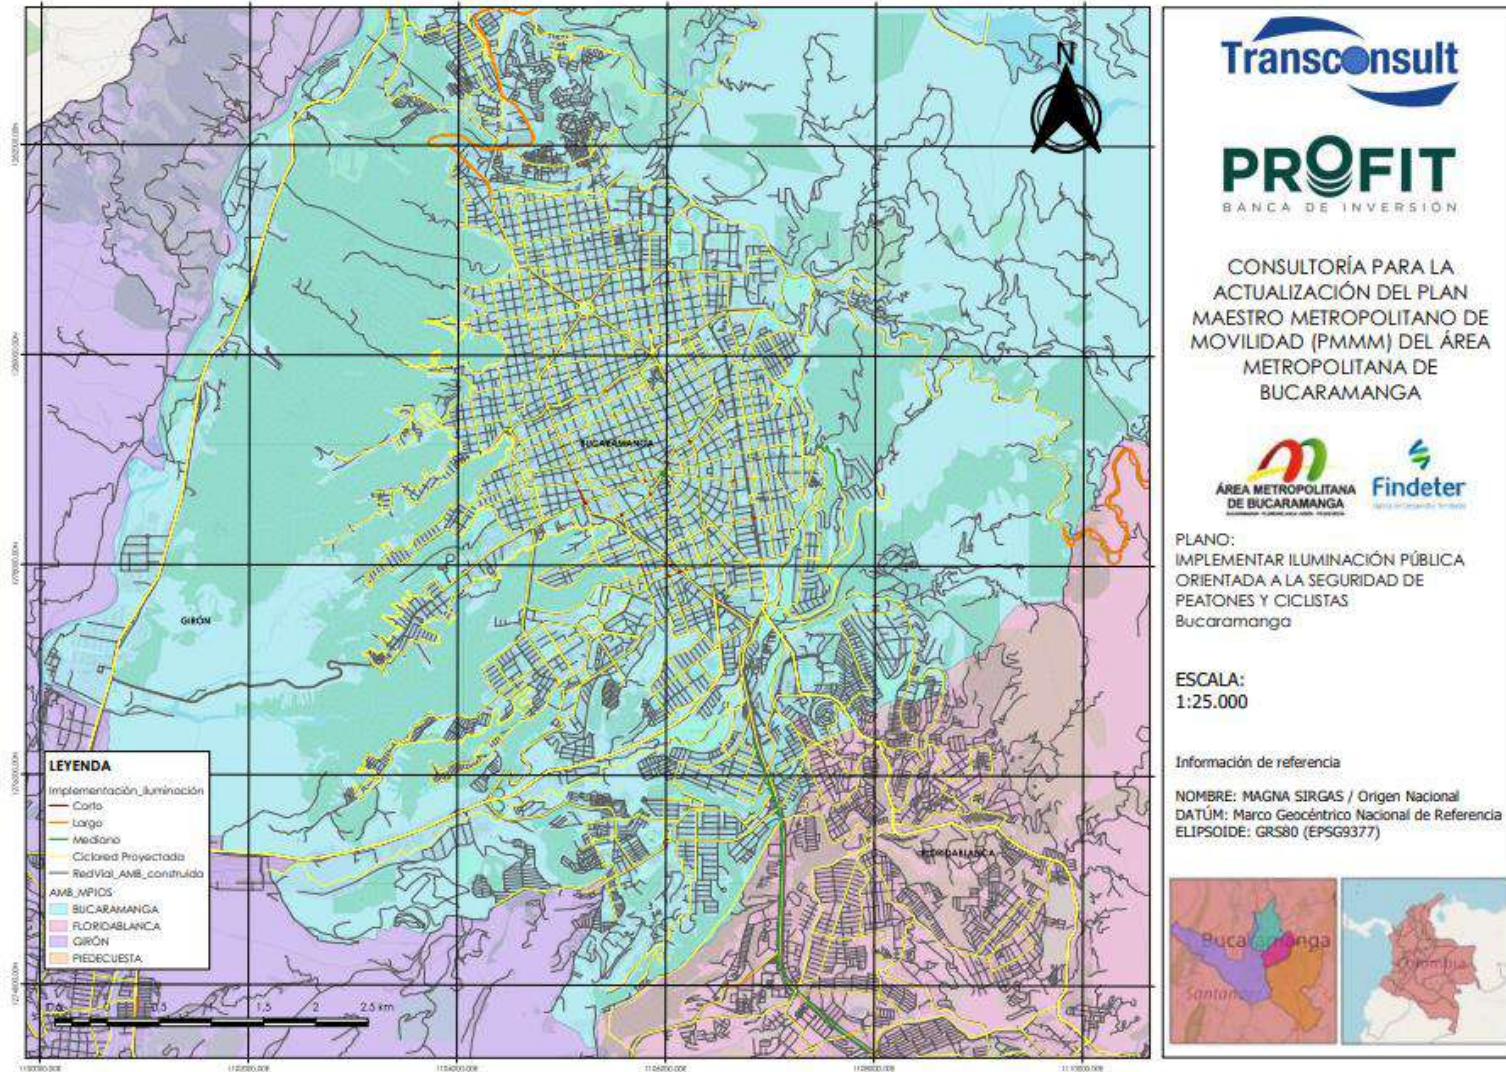 N
BUCARAMANGA
GIRÓN
FLORIDABLANCA
LEYENDA
Implementación_iluminación
Corto
Largo
Mediano
Ciclored Proyectada
RedVial_AMB_construida
AMB_MPIOS
BUCARAMANGA
FLORIDABLANCA
GIRÓN
PIEDECUESTA
1,5 2 2,5 km
Transconsult
PROFIT
BANCA DE INVERSIÓN
CONSULTORÍA PARA LA
ACTUALIZACIÓN DEL PLAN
MAESTRO METROPOLITANO DE
MOVILIDAD (PMMM) DEL ÁREA
METROPOLITANA DE
BUCARAMANGA
ÁREA METROPOLITANA
DE BUCARAMANGA
Findeter
PLANO:
IMPLEMENTAR ILUMINACIÓN PÚBLICA
ORIENTADA A LA SEGURIDAD DE
PEATONES Y CICLISTAS
Bucaramanga
ESCALA:
1:25.000
Información de referencia
NOMBRE: MAGNA SIRGAS / Origen Nacional
DATÚM: Marco Geocéntrico Nacional de Referencia
ELIPSOIDE: GRS80 (EPSG9377)
Bucaramanga
Colombia